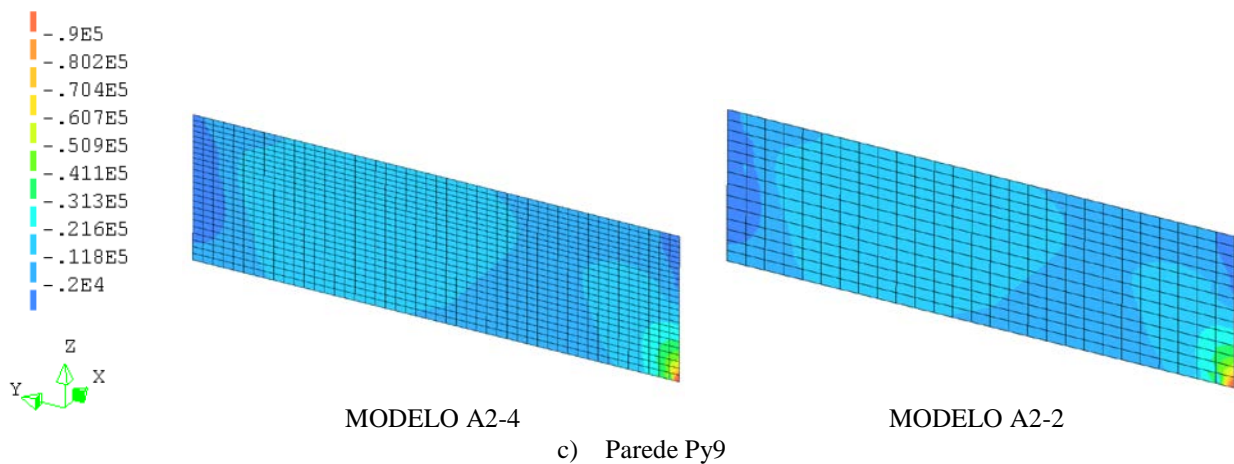 -.9E5
-.802E5
-.704E5
-.607E5
-.509E5
-.411E5
-.313E5
-.216E5
-.118E5
-.2E4
Z
Y
X
MODELO A2-4
MODELO A2-2
c) Parede Py9